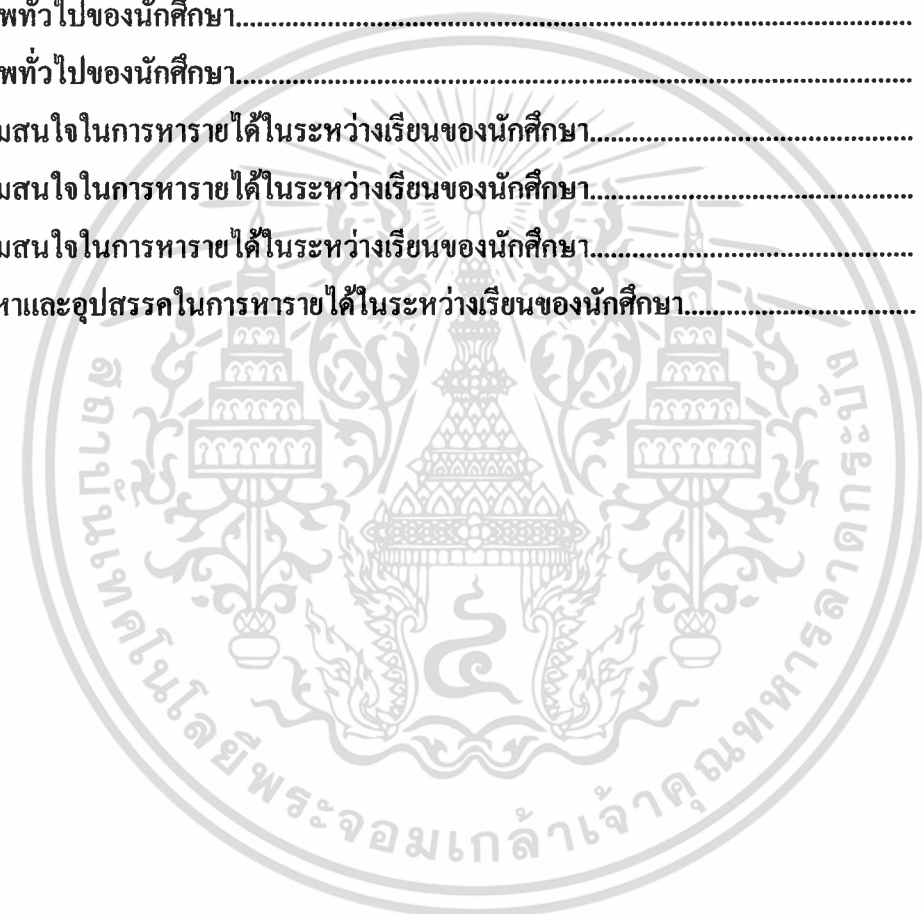 พทั่วไปของนักศึกษา................................................................................
พทั่วไปของนักศึกษา................................................................................
มสนใจในการหารายได้ในระหว่างเรียนของนักศึกษา......................................
มสนใจในการหารายได้ในระหว่างเรียนของนักศึกษา......................................
มสนใจในการหารายได้ในระหว่างเรียนของนักศึกษา......................................
หาและอุปสรรคในการหารายได้ในระหว่างเรียนของนักศึกษา...........................
สถาบันเทคโนโลยีพระจอมเกล้าเจ้าคุณทหารลาดกระบัง